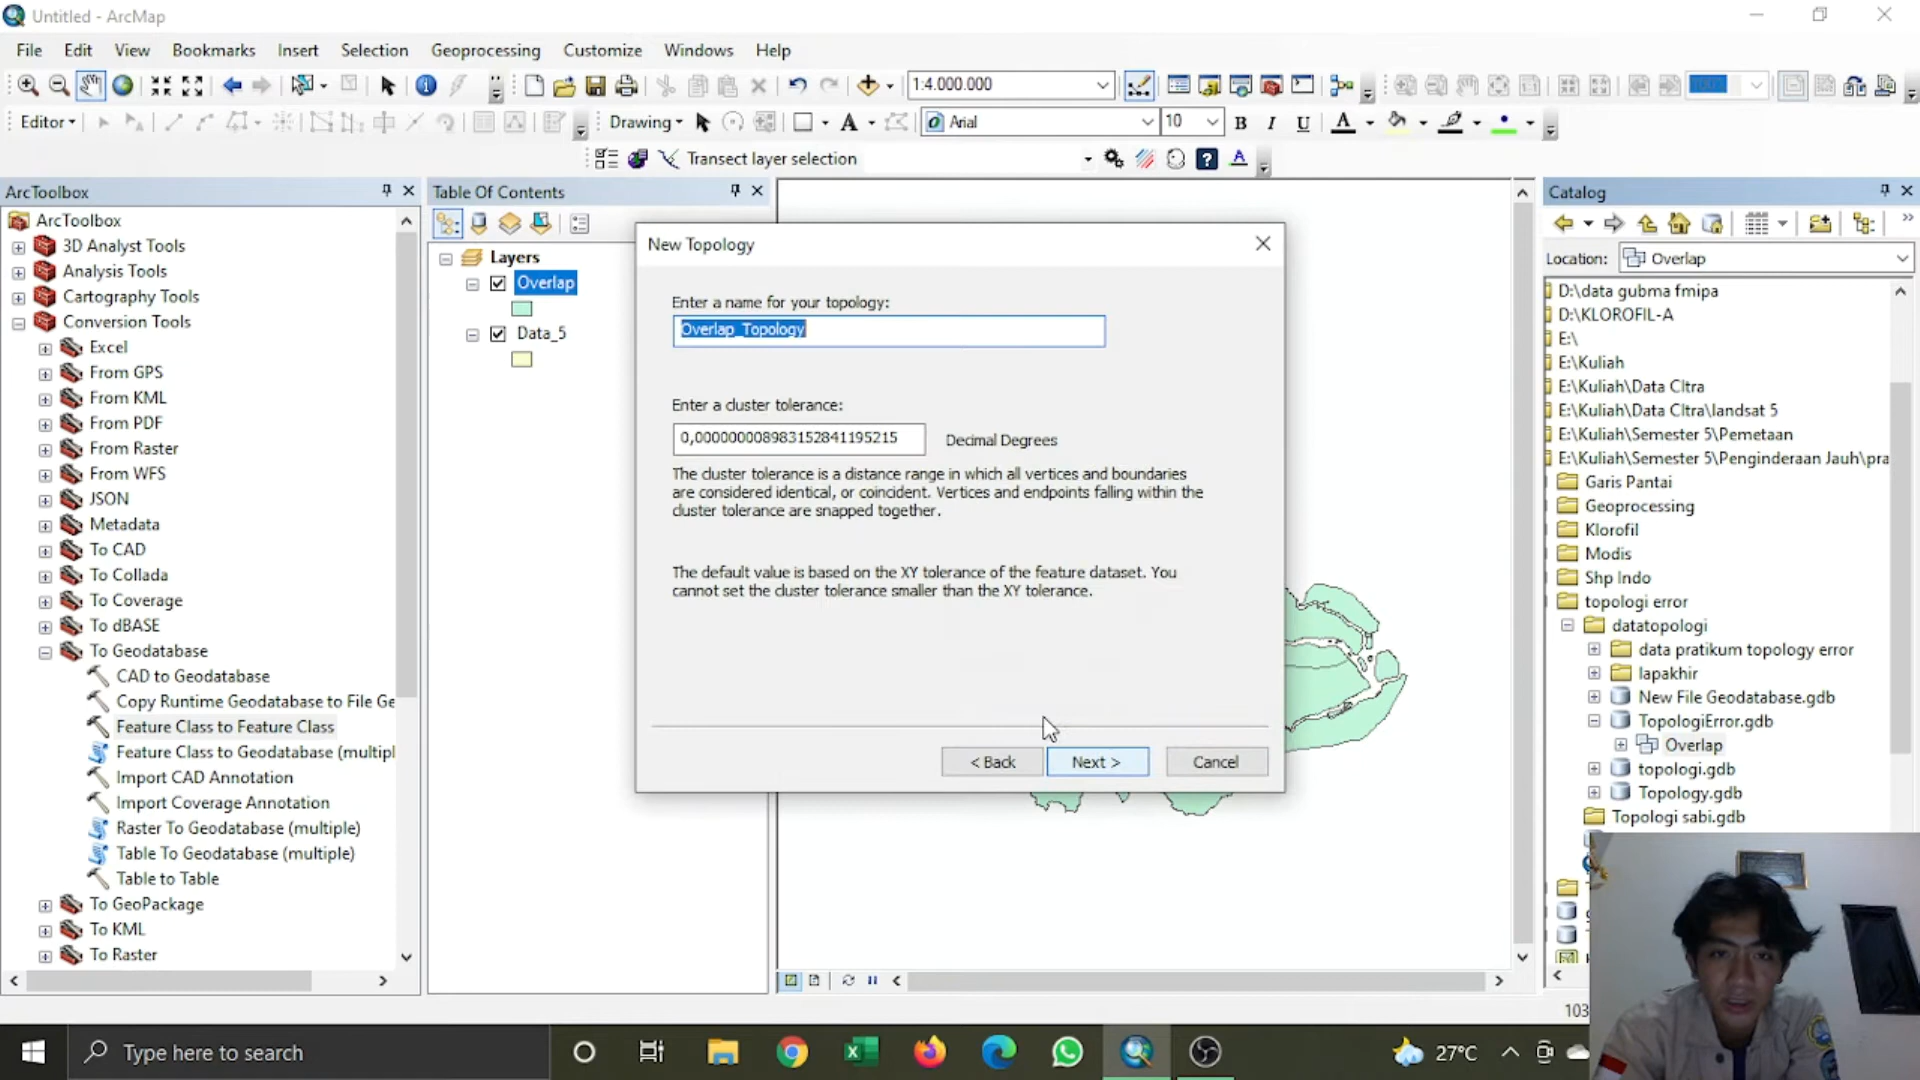 Untitled - ArcMap
File Edit View Bookmarks Insert Selection Geoprocessing Customize Windows Help
1:4.000.000
Editor
Drawing
A
Arial
10
B I U A
Transect layer selection
ArcToolbox
ArcToolbox
3D Analyst Tools
Analysis Tools
Cartography Tools
Conversion Tools
Excel
From GPS
From KML
From PDF
From Raster
From WFS
JSON
Metadata
To CAD
To Collada
To Coverage
To dBASE
To Geodatabase
CAD to Geodatabase
Copy Runtime Geodatabase to File Ge
Feature Class to Feature Class
Feature Class to Geodatabase (multipl
Import CAD Annotation
Import Coverage Annotation
Raster To Geodatabase (multiple)
Table To Geodatabase (multiple)
Table to Table
To GeoPackage
To KML
To Raster
Table Of Contents
Layers
Overlap
Data_5
New Topology
Enter a name for your topology:
Overlap_Topology
Enter a cluster tolerance:
0,000000008983152841195215
Decimal Degrees
The cluster tolerance is a distance range in which all vertices and boundaries
are considered identical, or coincident. Vertices and endpoints falling within the
cluster tolerance are snapped together.
The default value is based on the XY tolerance of the feature dataset. You
cannot set the cluster tolerance smaller than the XY tolerance.
< Back
Next >
Cancel
Catalog
Location:
Overlap
D:\data gubma fmipa
D:\KLOROFIL-A
E:\
E:\Kuliah
E:\Kuliah\Data CItra
E:\Kuliah\Data CItra\landsat 5
E:\Kuliah\Semester 5\Pemetaan
E:\Kuliah\Semester 5\Penginderaan Jauh\pra
Garis Pantai
Geoprocessing
Klorofil
Modis
Shp Indo
topologi error
datatopologi
data pratikum topology error
lapakhir
New File Geodatabase.gdb
TopologiError.gdb
Overlap
topologi.gdb
Topology.gdb
Topologi sabi.gdb
103
Type here to search
27°C